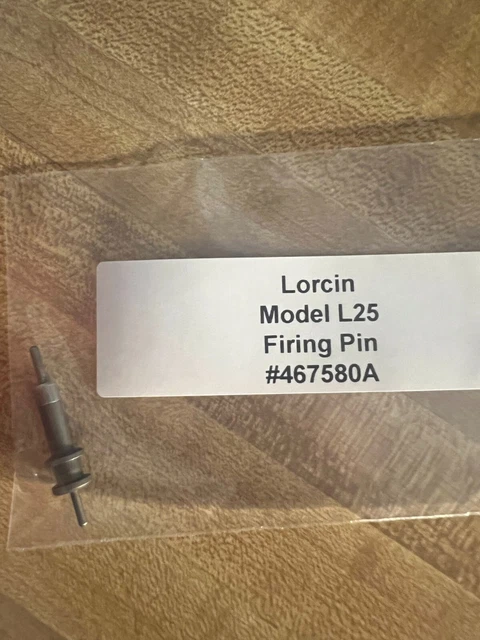 Lorcin
Model L25
Firing Pin
#467580A